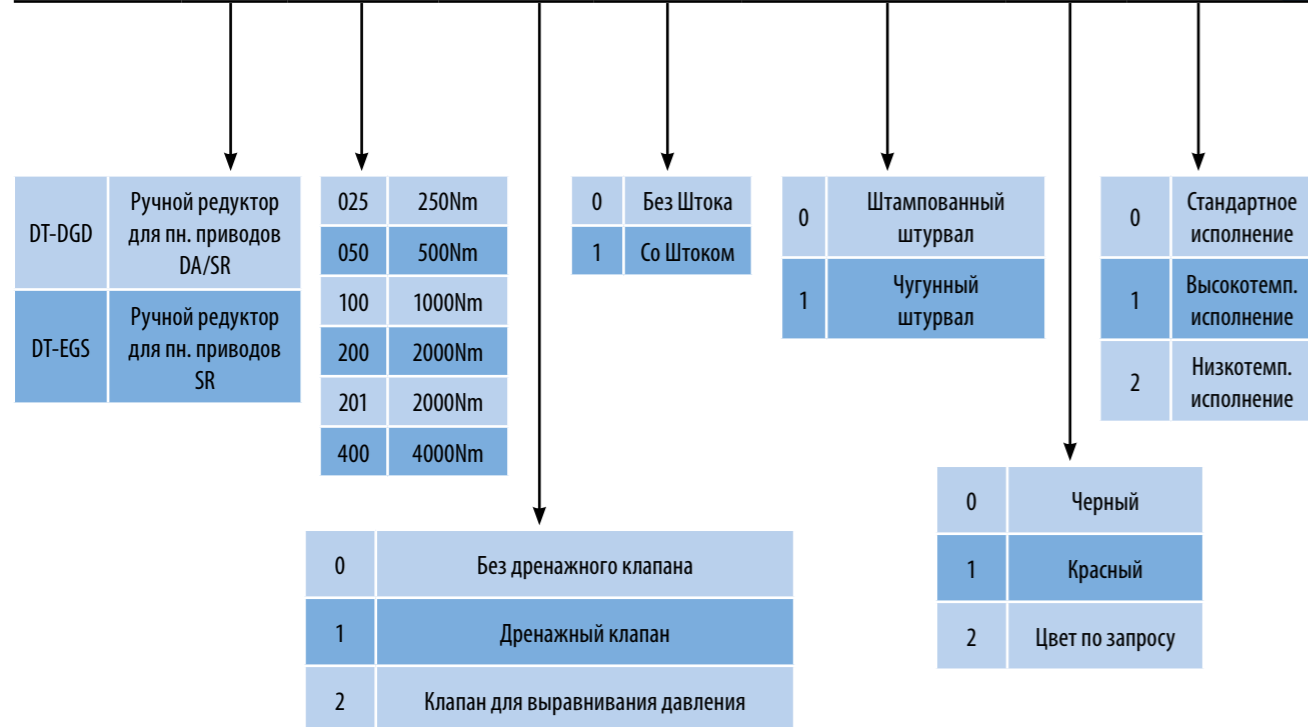 DT-DGD
Ручной редуктор
для пн. приводов
DA/SR
DT-EGS
Ручной редуктор
для пн. приводов
SR
025 250Nm
050 500Nm
100 1000Nm
200 2000Nm
201 2000Nm
400 4000Nm
0 Без Штока
1 Со Штоком
0
Штампованный
штурвал
1
Чугунный
штурвал
0
Стандартное
исполнение
1
Высокотемп.
исполнение
2
Низкотемп.
исполнение
0 Без дренажного клапана
1 Дренажный клапан
2 Клапан для выравнивания давления
0 Черный
1 Красный
2 Цвет по запросу